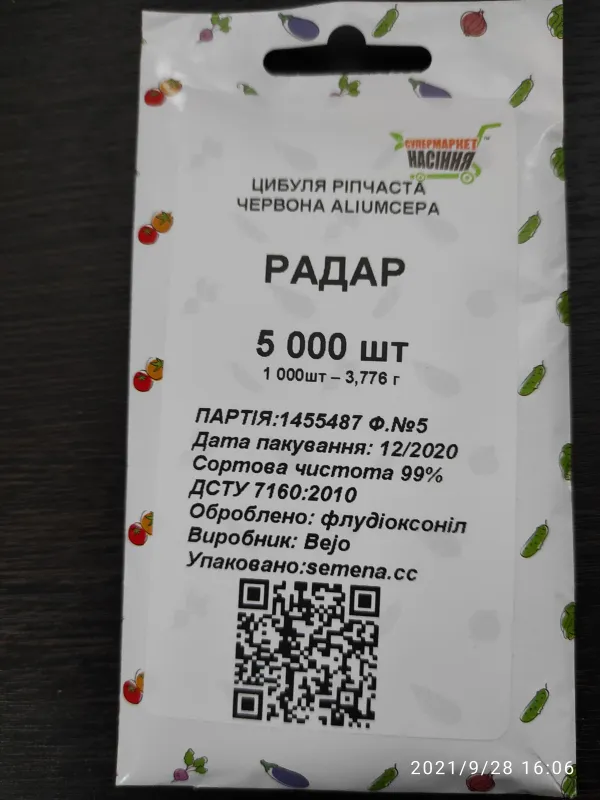 СУПЕРМАРКЕТ
НАСІННЯ
ЦИБУЛЯ РІПЧАСТА
ЧЕРВОНА ALIUMCEPA
РАДАР
5 000 шт
1 000шт – 3,776 г
ПАРТІЯ:1455487 Ф.№5
Дата пакування: 12/2020
Сортова чистота 99%
ДСТУ 7160:2010
Оброблено: флудіоксоніл
Виробник: Bejo
Упаковано:semena.cc
2021/9/28 16:06